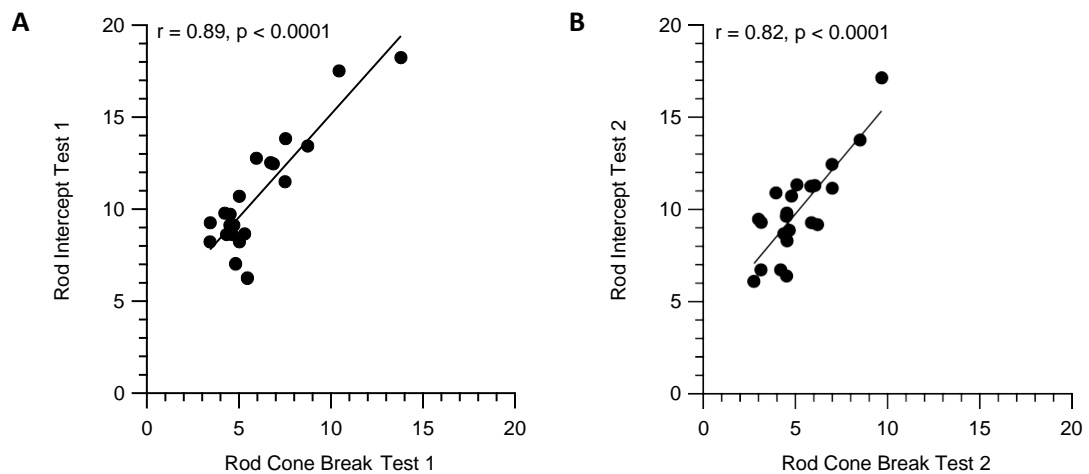 A
r = 0.89, p < 0.0001
20
15
10
5
0
Rod Intercept Test 1
0 5 10 15 20
Rod Cone Break Test 1
B
r = 0.82, p < 0.0001
20
15
10
5
0
Rod Intercept Test 2
0 5 10 15 20
Rod Cone Break Test 2